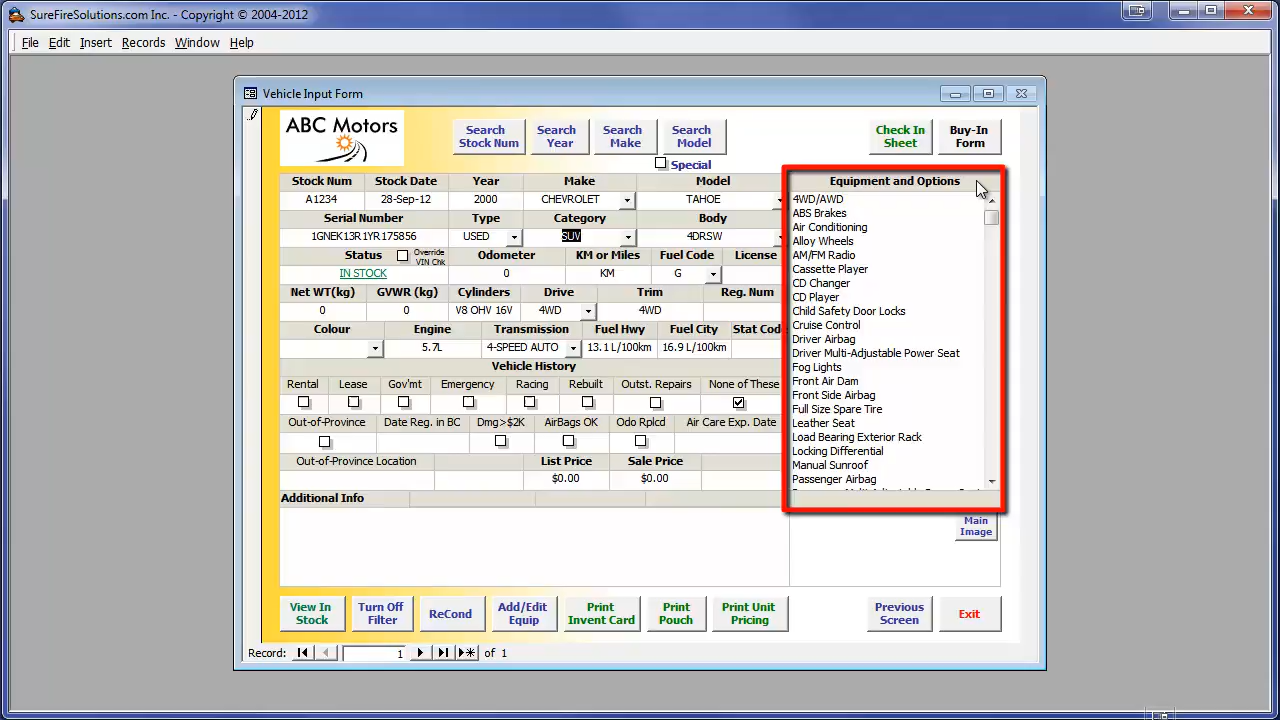 SureFireSolutions.com Inc. - Copyright © 2004-2012
File Edit Insert Records Window Help
Vehicle Input Form
ABC Motors
Search Stock Num
Search Year
Search Make
Search Model
Special
Check In Sheet
Buy-In Form
Stock Num Stock Date Year Make Model
A1234 28-Sep-12 2000 CHEVROLET TAHOE
Serial Number Type Category Body
1GNEK13R1YR175856 USED SUV 4DRSW
Status Override VIN Chk Odometer KM or Miles Fuel Code License
IN STOCK 0 KM G
Net WT(kg) GVWR (kg) Cylinders Drive Trim Reg. Num
0 0 V8 OHV 16V 4WD 4WD
Colour Engine Transmission Fuel Hwy Fuel City Stat Code
5.7L 4-SPEED AUTO 13.1 L/100km 16.9 L/100km
Vehicle History
Rental Lease Gov'mt Emergency Racing Rebuilt Outst. Repairs None of These
Out-of-Province Date Reg. in BC Dmg>$2K AirBags OK Odo Rplcd Air Care Exp. Date
Out-of-Province Location List Price Sale Price
$0.00 $0.00
Additional Info
Equipment and Options
4WD/AWD
ABS Brakes
Air Conditioning
Alloy Wheels
AM/FM Radio
Cassette Player
CD Changer
CD Player
Child Safety Door Locks
Cruise Control
Driver Airbag
Driver Multi-Adjustable Power Seat
Fog Lights
Front Air Dam
Front Side Airbag
Full Size Spare Tire
Leather Seat
Load Bearing Exterior Rack
Locking Differential
Manual Sunroof
Passenger Airbag
Main Image
View In Stock
Turn Off Filter
ReCond
Add/Edit Equip
Print Invent Card
Print Pouch
Print Unit Pricing
Previous Screen
Exit
Record: 1 of 1